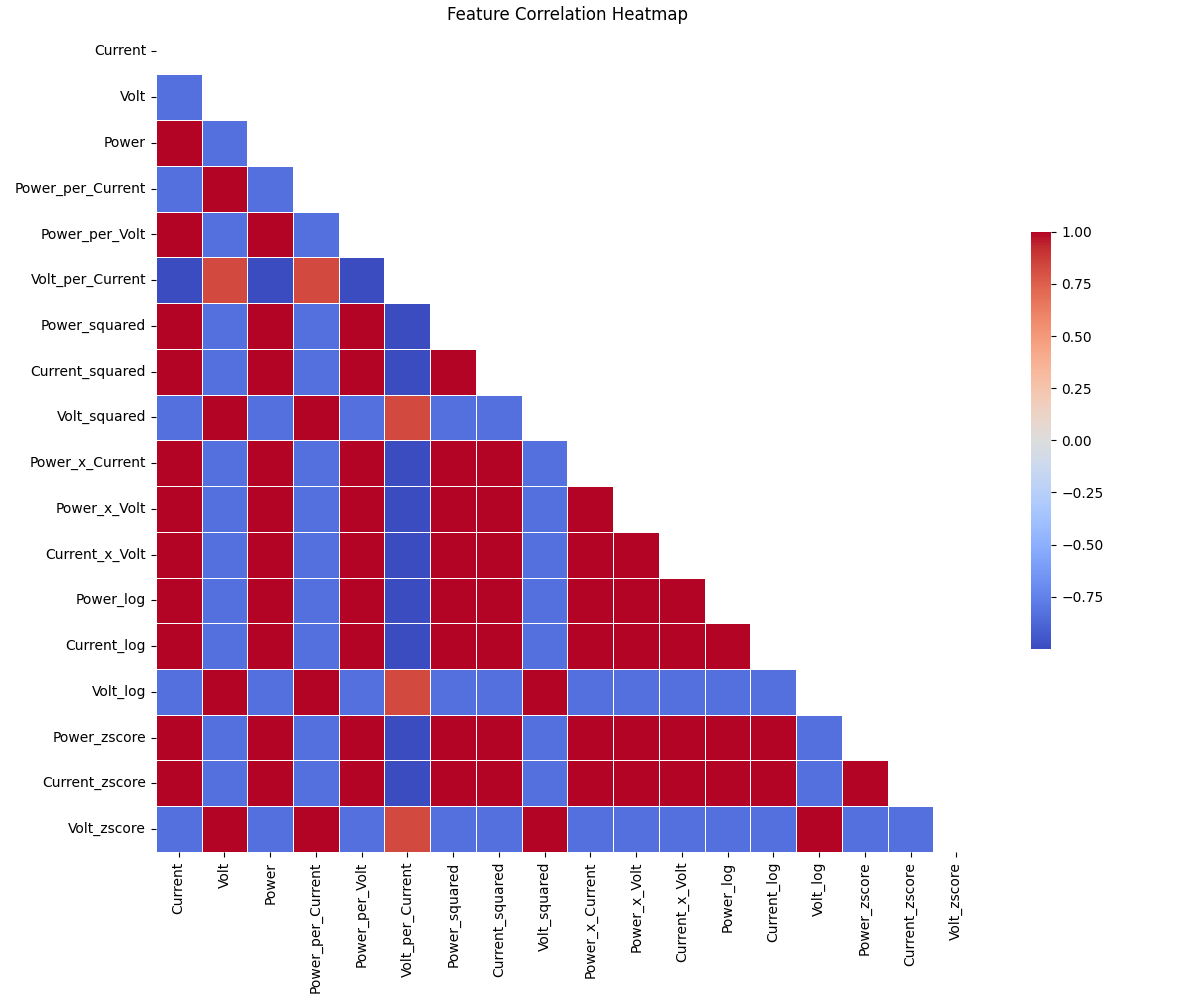 Feature Correlation Heatmap
Current
Volt
Power
Power_per_Current
Power_per_Volt
Volt_per_Current
Power_squared
Current_squared
Volt_squared
Power_x_Current
Power_x_Volt
Current_x_Volt
Power_log
Current_log
Volt_log
Power_zscore
Current_zscore
Volt_zscore
Current
Volt
Power
Power_per_Current
Power_per_Volt
Volt_per_Current
Power_squared
Current_squared
Volt_squared
Power_x_Current
Power_x_Volt
Current_x_Volt
Power_log
Current_log
Volt_log
Power_zscore
Current_zscore
Volt_zscore
1.00
0.75
0.50
0.25
0.00
−0.25
−0.50
−0.75